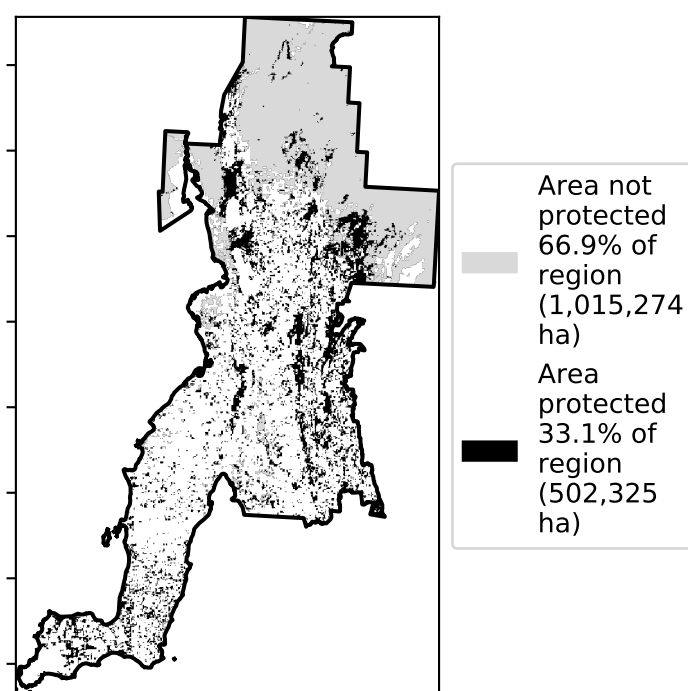 Area not
protected
66.9% of
region
(1,015,274
ha)
Area
protected
33.1% of
region
(502,325
ha)